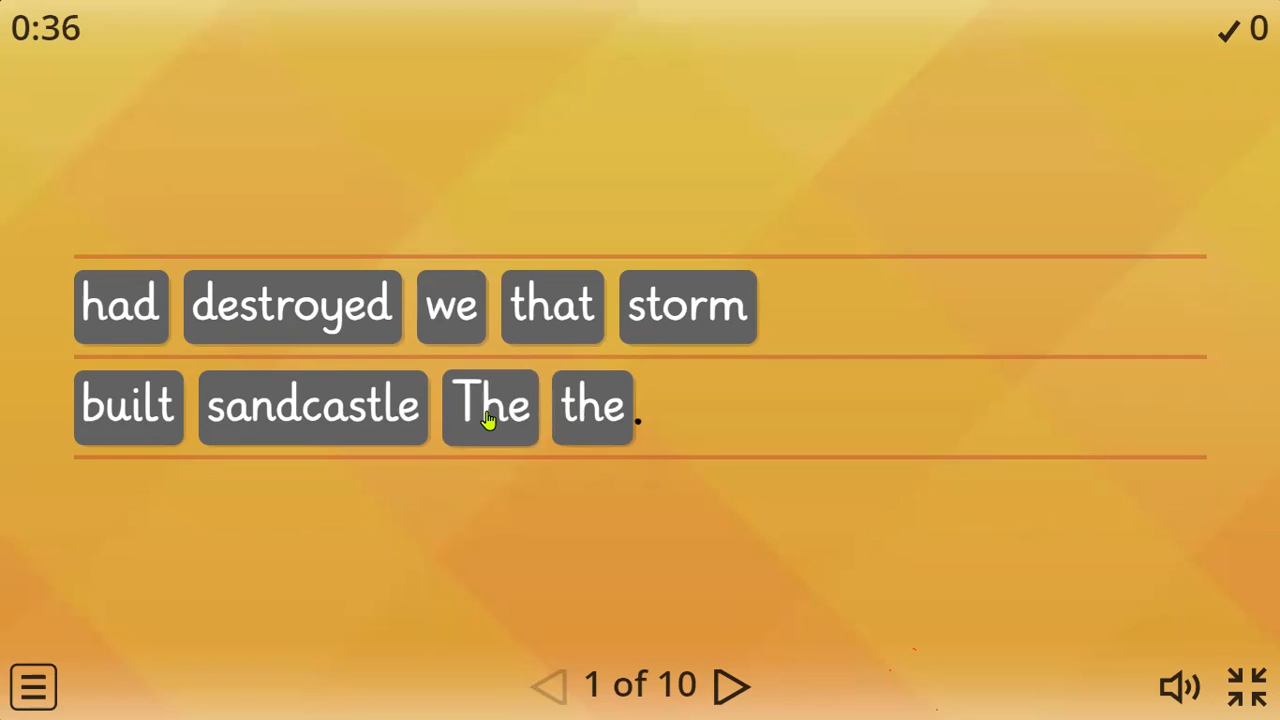 0:36
✓ 0
had destroyed we that storm
built sandcastle The the.
1 of 10